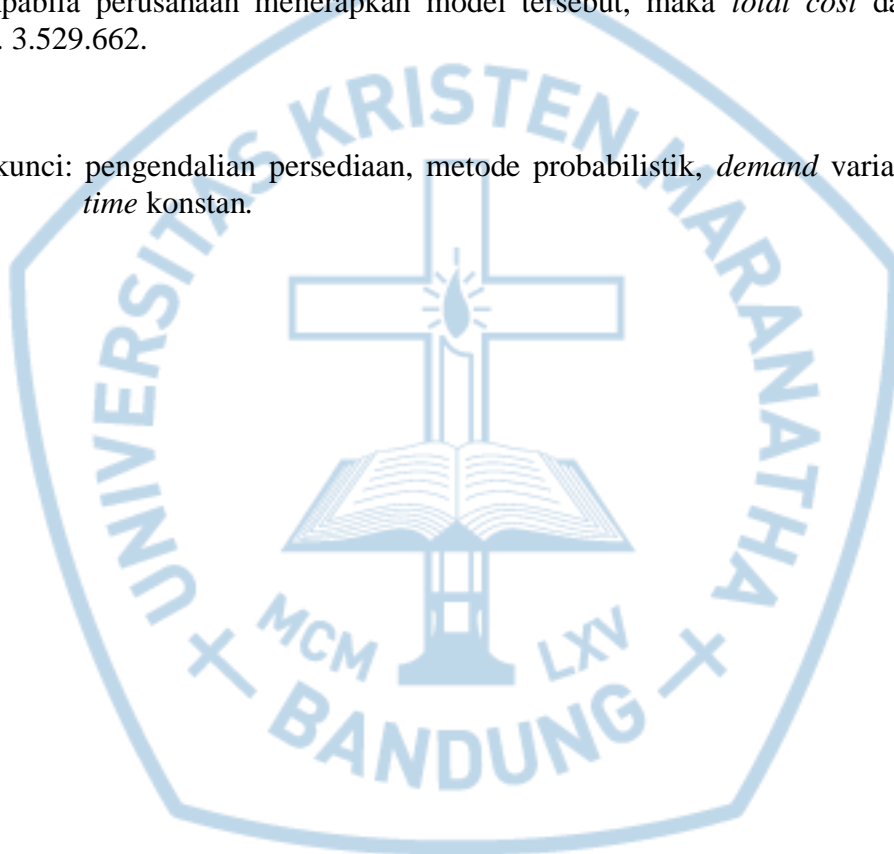 pabila perusahaan menerapkan model tersebut, maka total cost da
. 3.529.662.
kunci: pengendalian persediaan, metode probabilistik, demand varia
time konstan.
UNIVERSITAS KRISTEN MARANATHA
MCM LXV
BANDUNG